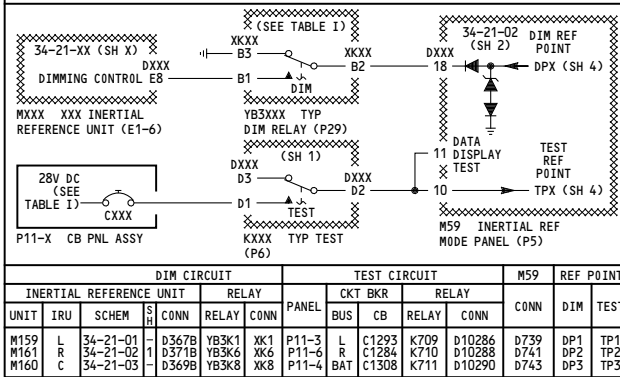 (SEE TABLE I)
34-21-02
(SH 2)
DIM REF
POINT
34-21-XX (SH X)
DXXX
DIMMING CONTROL E8
XKXX
B3
B1
XKXX
B2
DIM
DXXX
18
DPX (SH 4)
MXXX XXX INERTIAL
REFERENCE UNIT (E1-6)
YB3XXX TYP
DIM RELAY (P29)
(SH 1)
DXXX
D3
D1
DXXX
D2
TEST
11 DATA
DISPLAY
TEST
10
TEST
REF
POINT
TPX (SH 4)
28V DC
(SEE
TABLE I)
CXXX
P11-X CB PNL ASSY
KXXX TYP TEST
(P6)
M59 INERTIAL REF
MODE PANEL (P5)
DIM CIRCUIT TEST CIRCUIT M59 REF POINT
INERTIAL REFERENCE UNIT RELAY PANEL CKT BKR RELAY CONN DIM TEST
UNIT IRU SCHEM SH CONN RELAY CONN BUS CB RELAY CONN
M159 L 34-21-01 - D367B YB3K1 XK1 P11-3 L C1293 K709 D10286 D739 DP1 TP1
M161 R 34-21-02 1 D371B YB3K6 XK6 P11-6 R C1284 K710 D10288 D741 DP2 TP2
M160 C 34-21-03 - D369B YB3K8 XK8 P11-4 BAT C1308 K711 D10290 D743 DP3 TP3